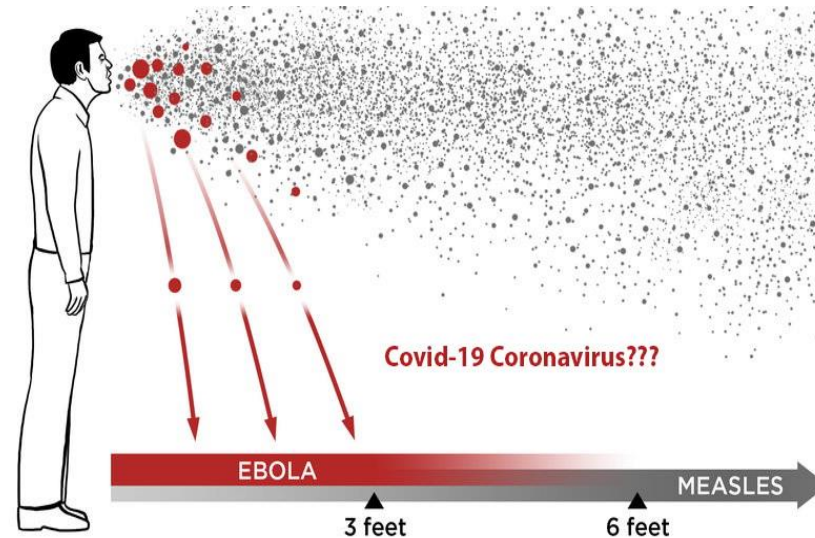 Covid-19 Coronavirus???
EBOLA
MEASLES
3 feet
6 feet